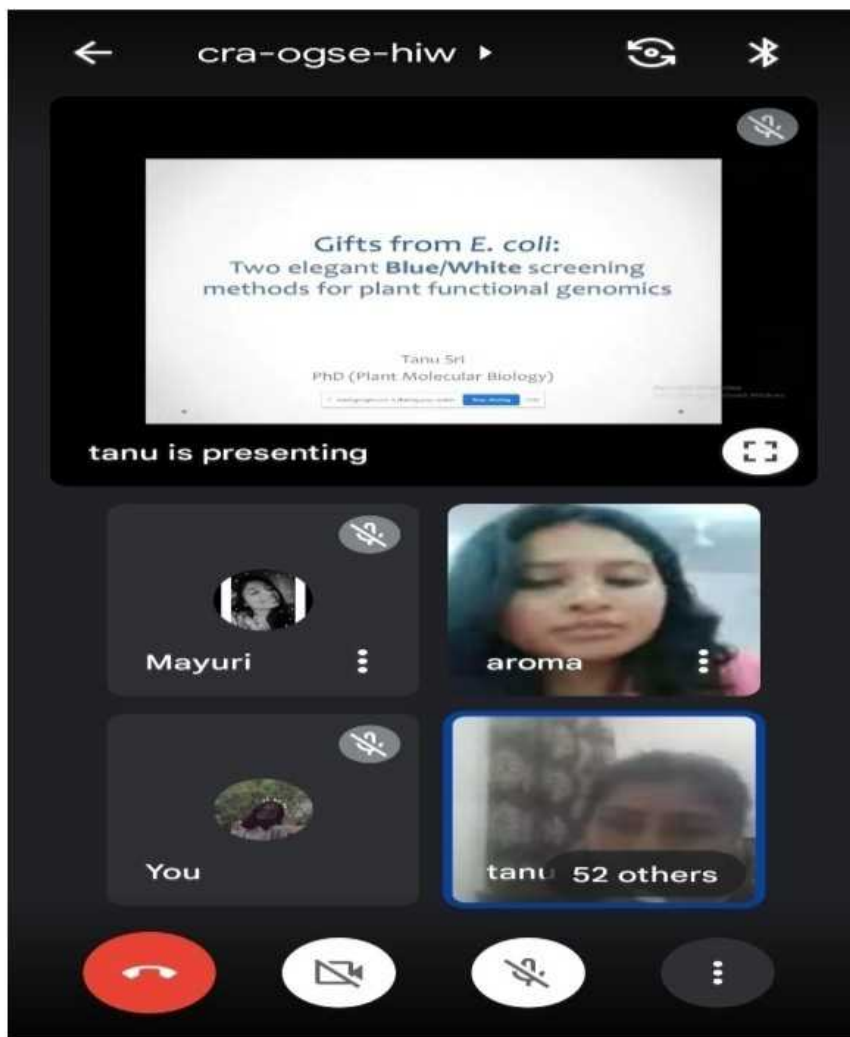 cra-ogse-hiw
Gifts from E. coli:
Two elegant Blue/White screening
methods for plant functional genomics
Tanu Sri
PhD (Plant Molecular Biology)
tanu is presenting
Mayuri
aroma
You
tanu 52 others